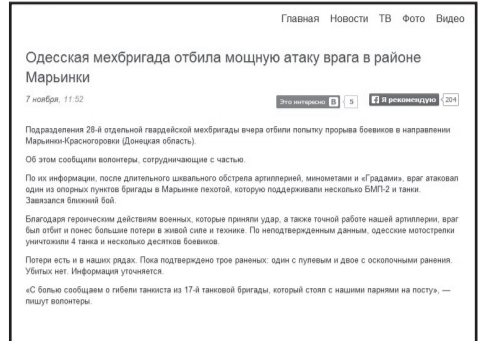 Главная Новости ТВ Фото Видео
Одесская мехбригада отбила мощную атаку врага в районе
Марьинки
7 ноября, 11:52
Это интересно В 5 f Я рекомендую 204
Подразделения 28-й отдельной гвардейской мехбригады вчера отбили попытку прорыва боевиков в направлении
Марьинки-Красногоровки (Донецкая область).
Об этом сообщили волонтеры, сотрудничающие с частью.
По их информации, после длительного шквального обстрела артиллерией, минометами и «Градами», враг атаковал
один из опорных пунктов бригады в Марьинке пехотой, которую поддерживали несколько БМП-2 и танки.
Завязался ближний бой.
Благодаря героическим действиям военных, которые приняли удар, а также точной работе нашей артиллерии, враг
был отбит и понес большие потери в живой силе и технике. По неподтвержденным данным, одесские мотострелки
уничтожили 4 танка и несколько десятков боевиков.
Потери есть и в наших рядах. Пока подтверждено трое раненых: один с пулевым и двое с осколочными ранения.
Убитых нет. Информация уточняется.
«С болью сообщаем о гибели танкиста из 17-й танковой бригады, который стоял с нашими парнями на посту», —
пишут волонтеры.